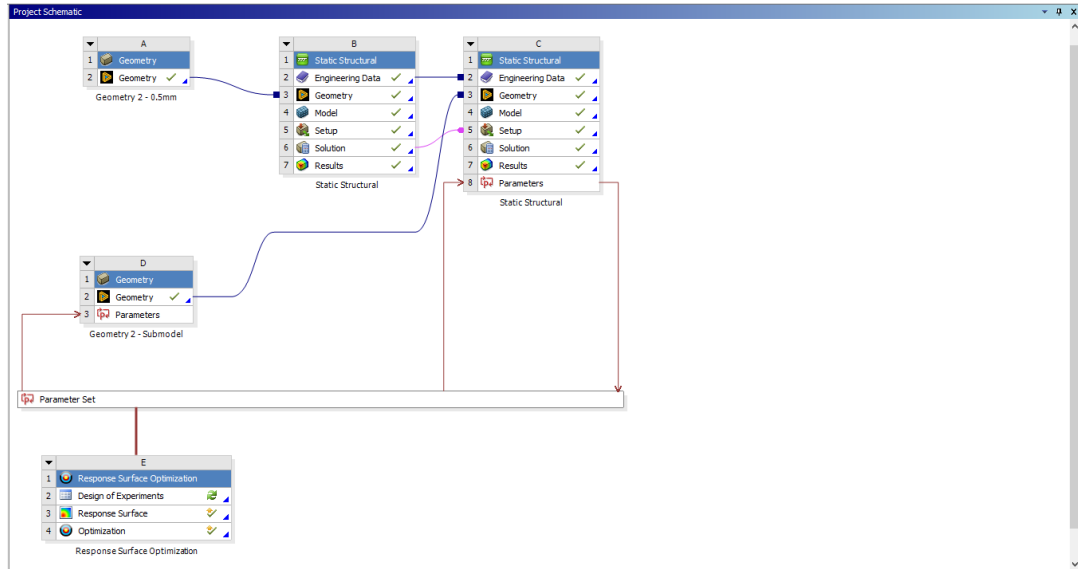 Project Schematic
A
1 Geometry
2 Geometry
Geometry 2 - 0.5mm
B
1 Static Structural
2 Engineering Data
3 Geometry
4 Model
5 Setup
6 Solution
7 Results
Static Structural
C
1 Static Structural
2 Engineering Data
3 Geometry
4 Model
5 Setup
6 Solution
7 Results
8 Parameters
Static Structural
D
1 Geometry
2 Geometry
3 Parameters
Geometry 2 - Submodel
Parameter Set
E
1 Response Surface Optimization
2 Design of Experiments
3 Response Surface
4 Optimization
Response Surface Optimization